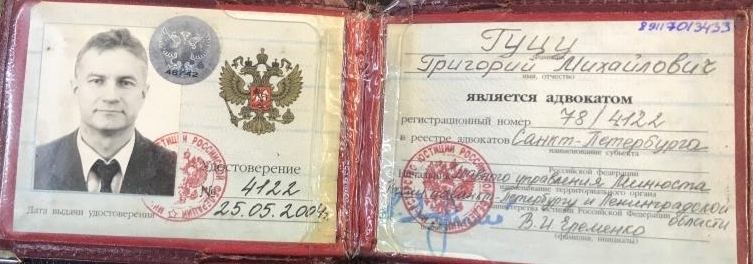 46742
Удостоверение
№ 4122
Дата выдачи удостоверения 25.05.2004г.
89117013433
Гуцу
Григорий Михайлович
имя, отчество
является адвокатом
регистрационный номер 78/4122
в реестре адвокатов Санкт-Петербурга
наименование субъекта
Российской Федерации
Начальник Главного управления Минюста
наименование территориального органа
Санкт-Петербургу и Ленинградской
Министерства юстиции Российской Федерации области
В.И. Еременко
(фамилия, инициалы)